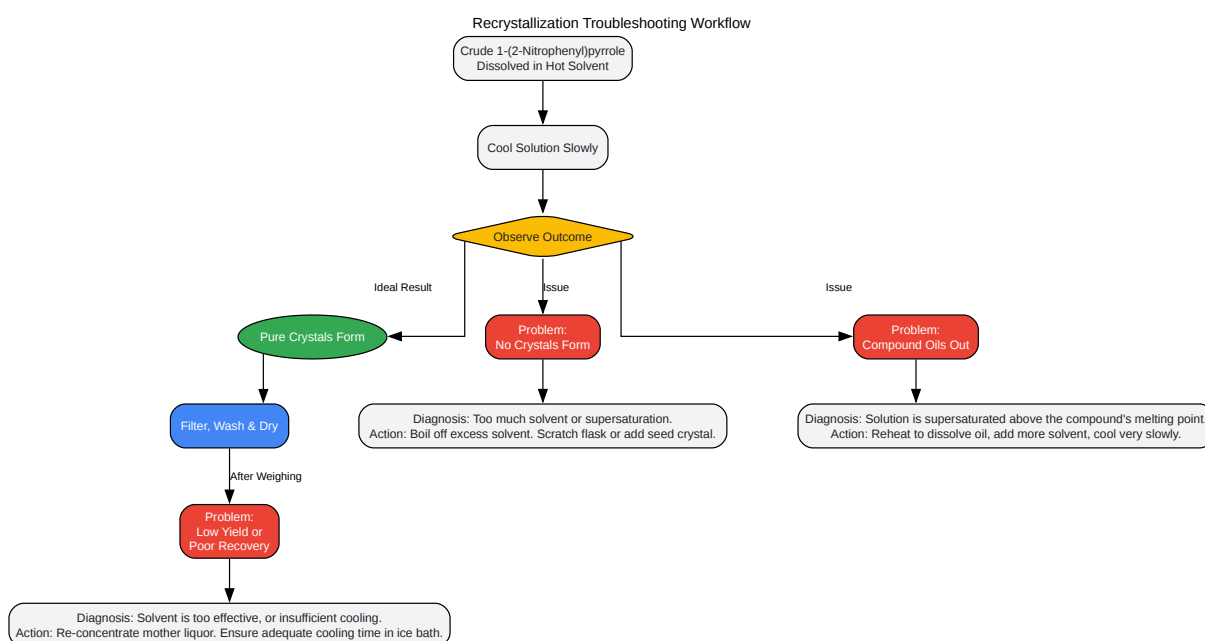 Recrystallization Troubleshooting Workflow
Crude 1-(2-Nitrophenyl)pyrrole
Dissolved in Hot Solvent
Cool Solution Slowly
Observe Outcome
Ideal Result
Issue
Issue
Pure Crystals Form
Problem:
No Crystals Form
Problem:
Compound Oils Out
Filter, Wash & Dry
Diagnosis: Too much solvent or supersaturation.
Action: Boil off excess solvent. Scratch flask or add seed crystal.
Diagnosis: Solution is supersaturated above the compound's melting point.
Action: Reheat to dissolve oil, add more solvent, cool very slowly.
After Weighing
Problem:
Low Yield or
Poor Recovery
Diagnosis: Solvent is too effective, or insufficient cooling.
Action: Re-concentrate mother liquor. Ensure adequate cooling time in ice bath.